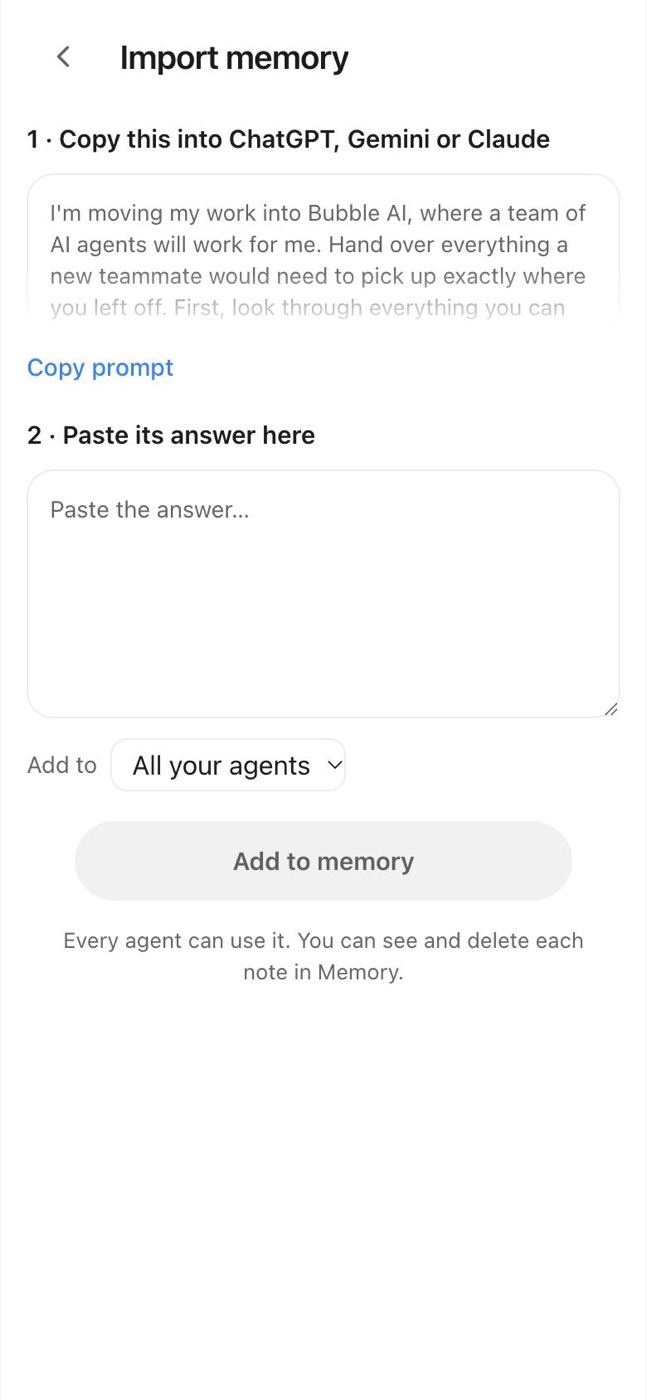 Import memory
1 · Copy this into ChatGPT, Gemini or Claude
I'm moving my work into Bubble AI, where a team of
AI agents will work for me. Hand over everything a
new teammate would need to pick up exactly where
you left off. First, look through everything you can
Copy prompt
2 · Paste its answer here
Paste the answer...
Add to All your agents
Add to memory
Every agent can use it. You can see and delete each
note in Memory.